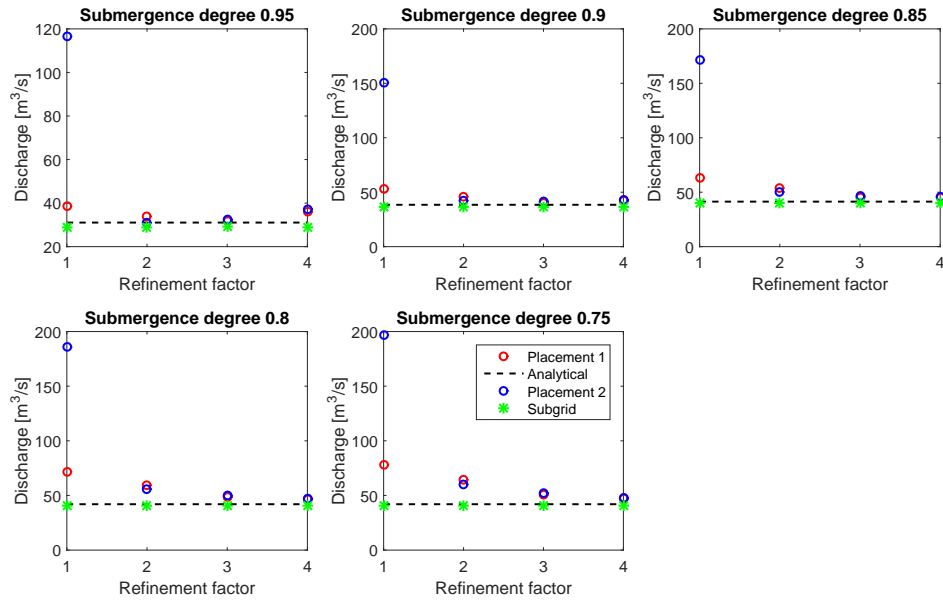 Submergence degree 0.95
120
100
80
60
40
20
Discharge [m³/s]
1 2 3 4
Refinement factor
Submergence degree 0.9
200
150
100
50
0
Discharge [m³/s]
1 2 3 4
Refinement factor
Submergence degree 0.85
200
150
100
50
0
Discharge [m³/s]
1 2 3 4
Refinement factor
Submergence degree 0.8
200
150
100
50
0
Discharge [m³/s]
1 2 3 4
Refinement factor
Submergence degree 0.75
200
150
100
50
0
Discharge [m³/s]
Placement 1
Analytical
Placement 2
Subgrid
1 2 3 4
Refinement factor